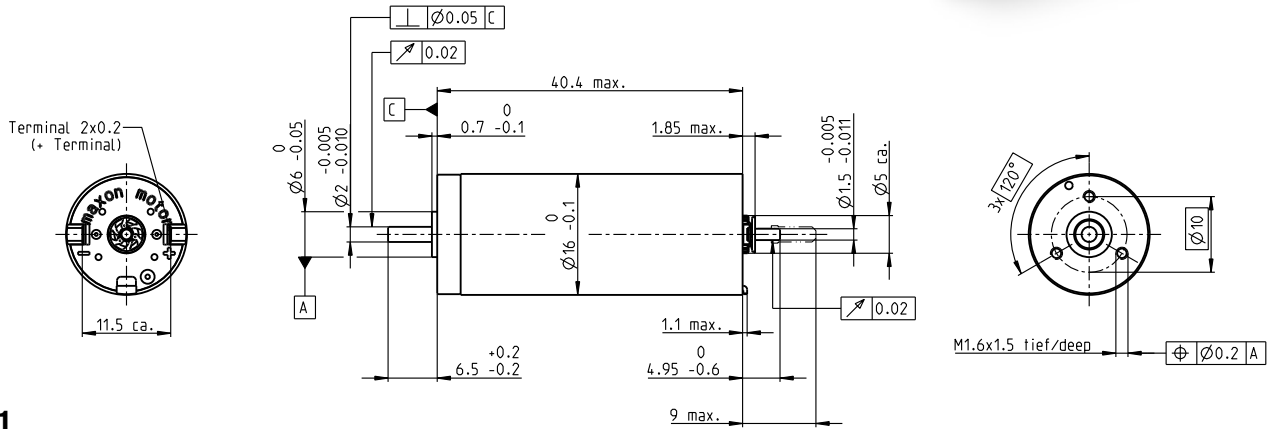 ⊥ Ø0.05 C
↗ 0.02
40.4 max.
C
0
0.7 -0.1
1.85 max.
Terminal 2x0.2
(+ Terminal)
0
Ø6 -0.05
-0.005
Ø2 -0.010
-0.005
Ø1.5 -0.011
Ø5 ca.
maxon motor
- +
0
Ø16 -0.1
3x 120°
Ø10
A
↗ 0.02
11.5 ca.
1.1 max.
M1.6x1.5 tief/deep
⌖ Ø0.2 A
+0.2
6.5 -0.2
0
4.95 -0.6
9 max.
1